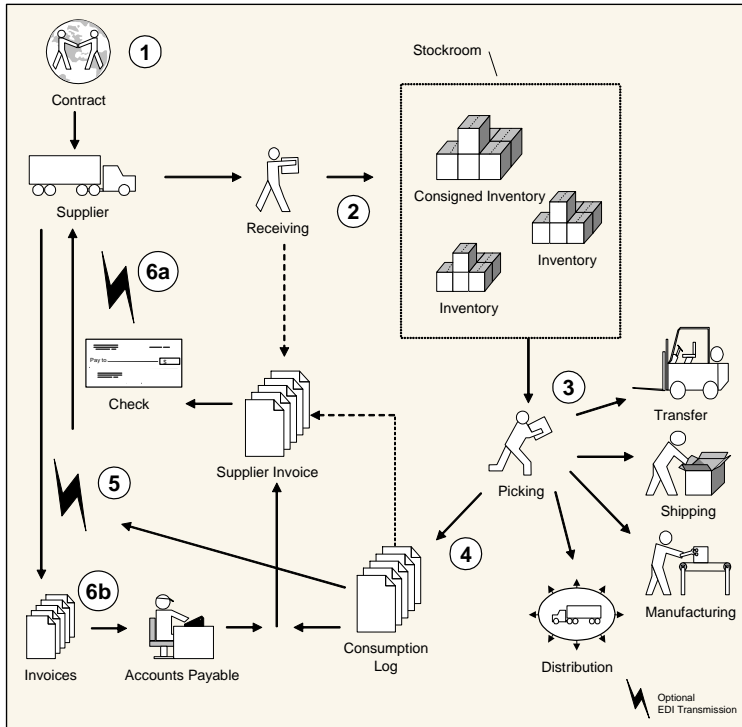 Stockroom
1
Contract
Consigned Inventory
Supplier
Receiving
2
Inventory
Inventory
6a
Pay to
$
Check
3
Transfer
Supplier Invoice
Picking
Shipping
5
4
6b
Manufacturing
Invoices
Accounts Payable
Consumption
Log
Distribution
Optional
EDI Transmission